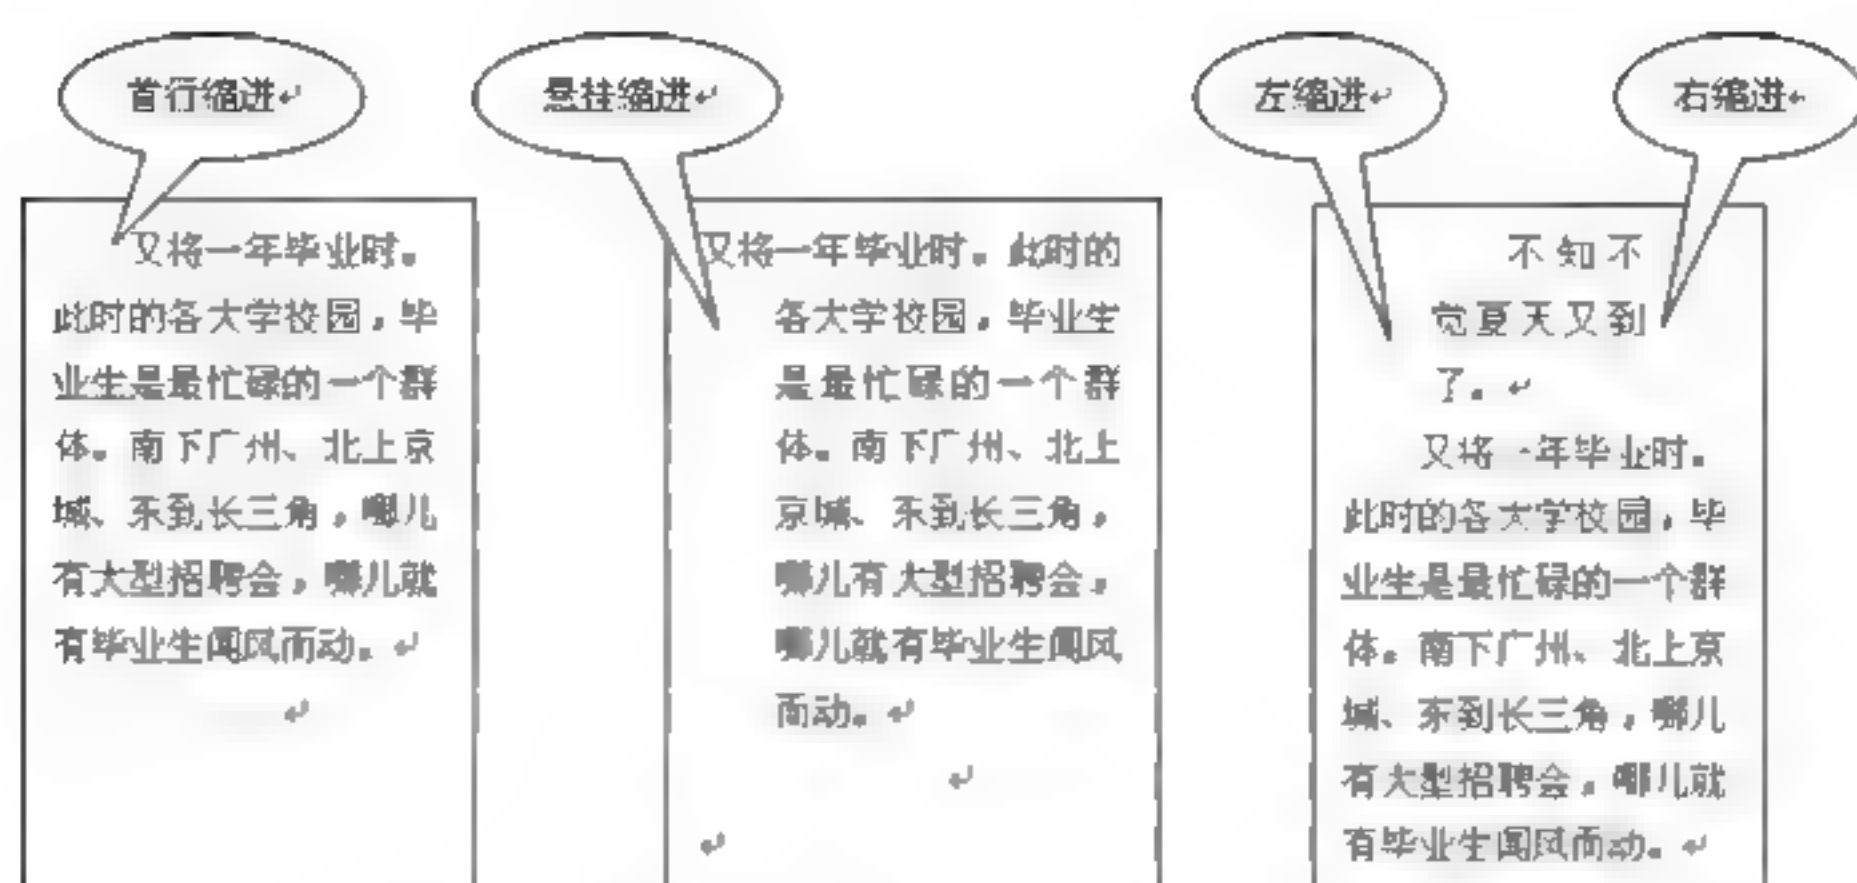 首行缩进↵
悬挂缩进↵
左缩进↵
右缩进↵
又将一年毕业时。
此时的各大学校园，毕
业生是最忙碌的一个群
体。南下广州、北上京
城、东到长三角，哪儿
有大型招聘会，哪儿就
有毕业生闻风而动。↵
↵
又将一年毕业时。此时的
各大学校园，毕业生
是最忙碌的一个群
体。南下广州、北上
京城、东到长三角，
哪儿有大型招聘会，
哪儿就有毕业生闻风
而动。↵
↵
↵
不知不
觉夏天又到
了。↵
又将一年毕业时。
此时的各大学校园，毕
业生是最忙碌的一个群
体。南下广州、北上京
城、东到长三角，哪儿
有大型招聘会，哪儿就
有毕业生闻风而动。↵